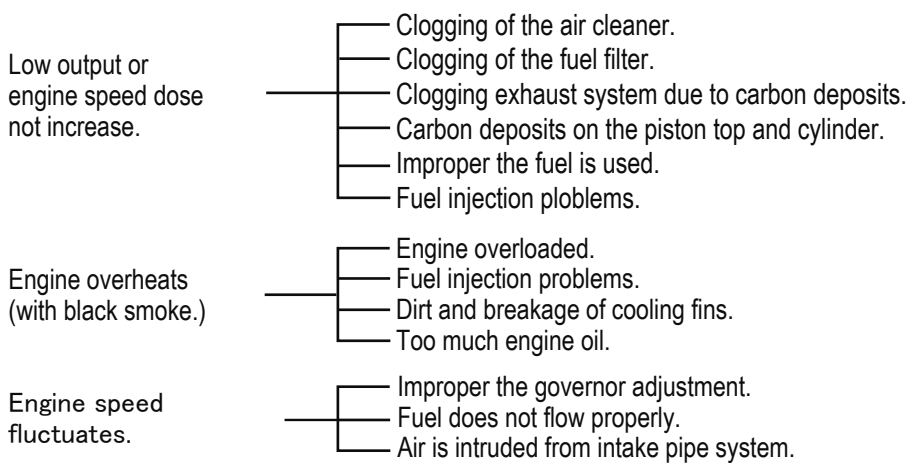 Low output or
engine speed dose
not increase.
Clogging of the air cleaner.
Clogging of the fuel filter.
Clogging exhaust system due to carbon deposits.
Carbon deposits on the piston top and cylinder.
Improper the fuel is used.
Fuel injection ploblems.
Engine overheats
(with black smoke.)
Engine overloaded.
Fuel injection problems.
Dirt and breakage of cooling fins.
Too much engine oil.
Engine speed
fluctuates.
Improper the governor adjustment.
Fuel does not flow properly.
Air is intruded from intake pipe system.